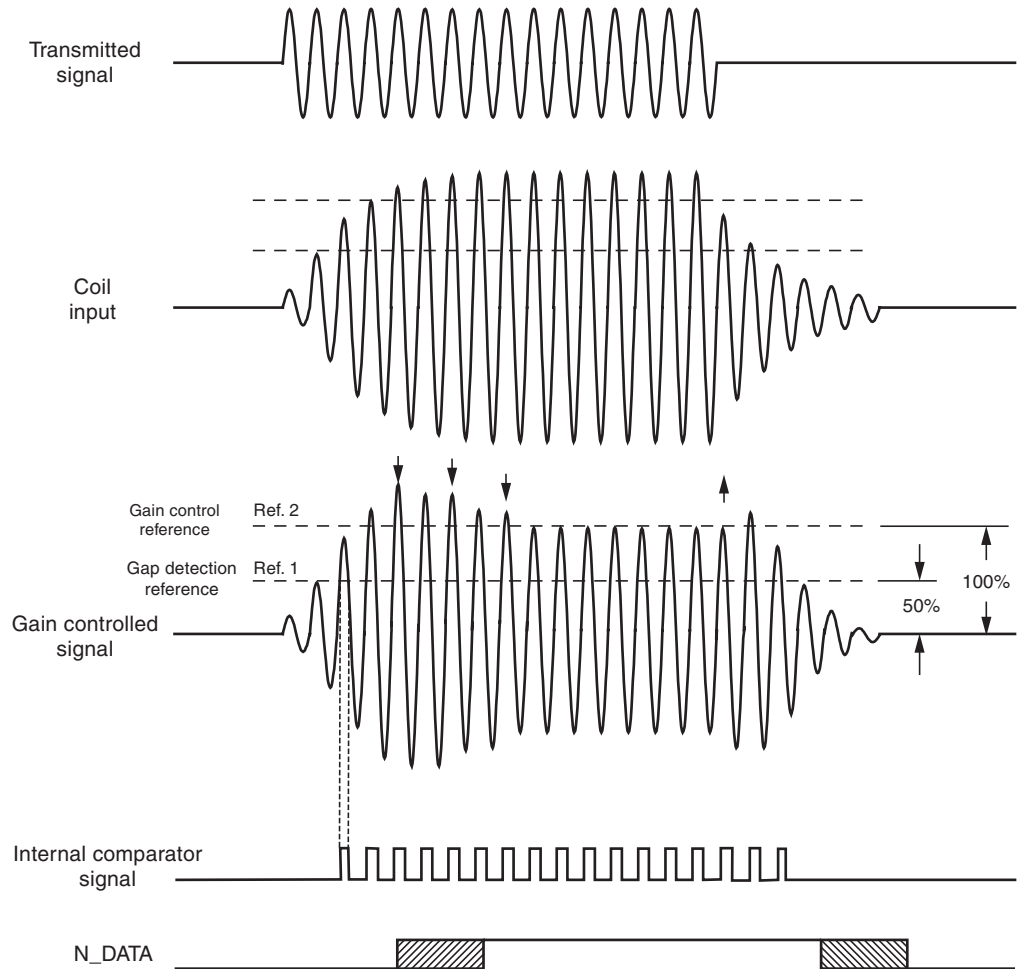 Transmitted
signal
Coil
input
Gain control
reference
Ref. 2
Gap detection
reference
Ref. 1
100%
50%
Gain controlled
signal
Internal comparator
signal
N_DATA